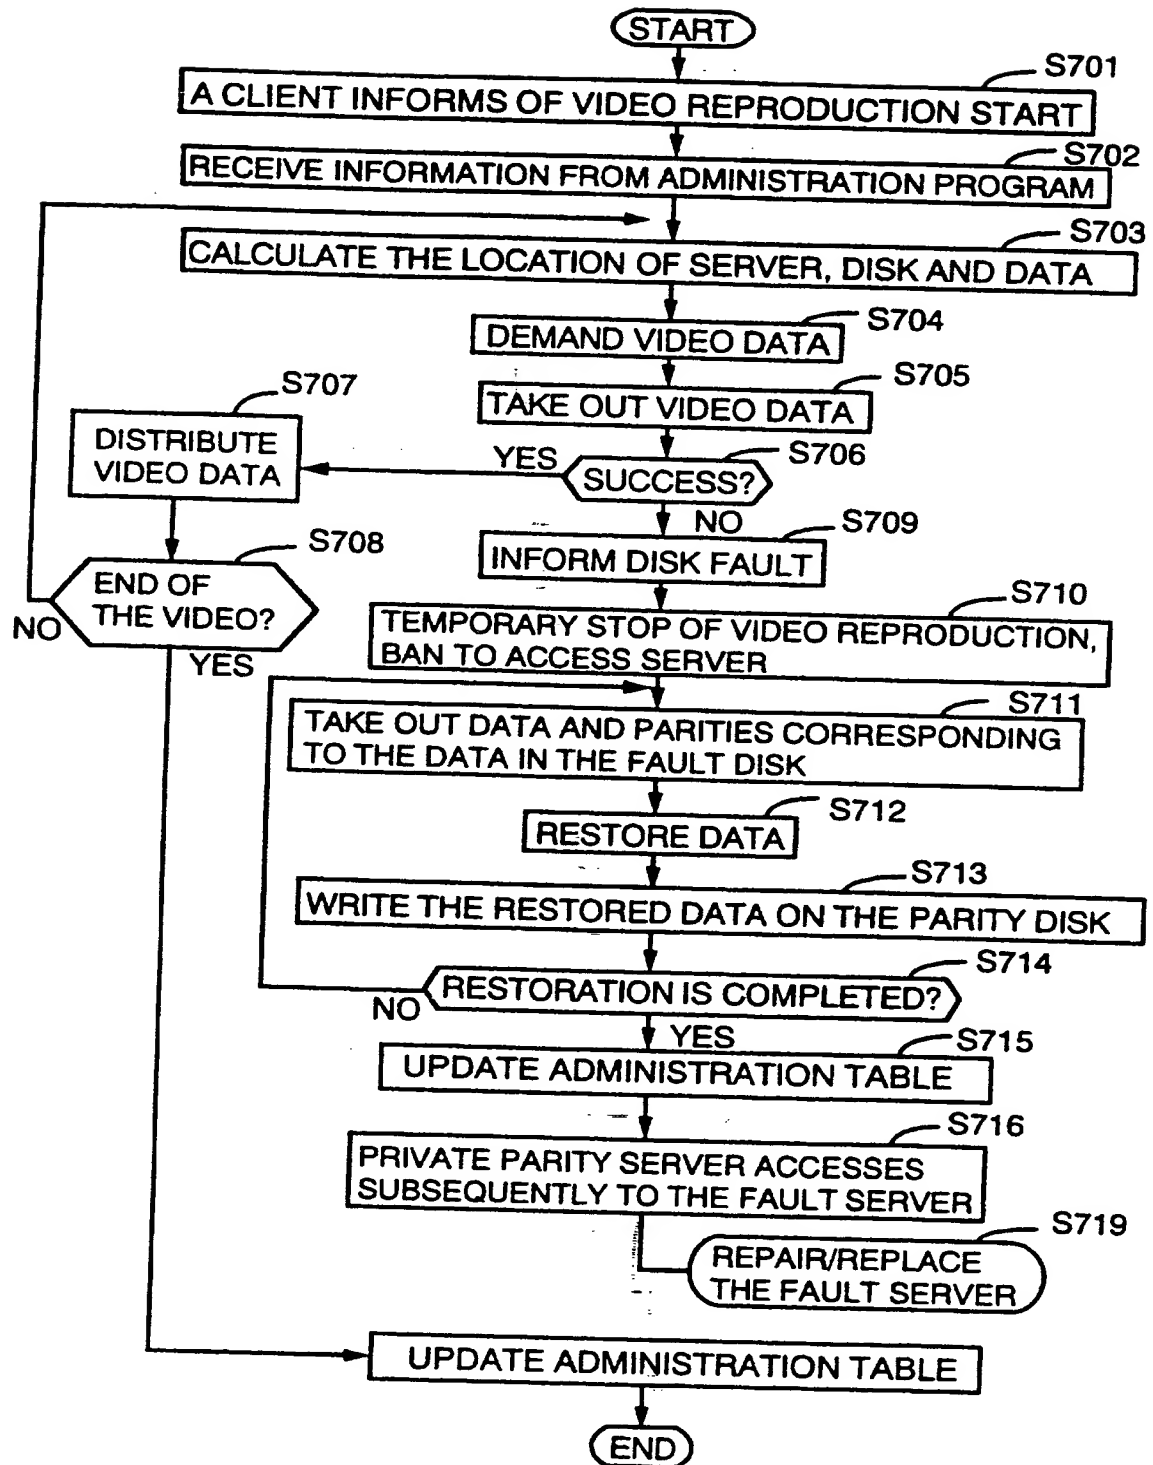 START
S701
A CLIENT INFORMS OF VIDEO REPRODUCTION START
S702
RECEIVE INFORMATION FROM ADMINISTRATION PROGRAM
S703
CALCULATE THE LOCATION OF SERVER, DISK AND DATA
S704
DEMAND VIDEO DATA
S705
TAKE OUT VIDEO DATA
S706
SUCCESS?
YES
NO
S707
DISTRIBUTE
VIDEO DATA
S708
END OF
THE VIDEO?
NO
YES
S709
INFORM DISK FAULT
S710
TEMPORARY STOP OF VIDEO REPRODUCTION,
BAN TO ACCESS SERVER
S711
TAKE OUT DATA AND PARITIES CORRESPONDING
TO THE DATA IN THE FAULT DISK
S712
RESTORE DATA
S713
WRITE THE RESTORED DATA ON THE PARITY DISK
S714
RESTORATION IS COMPLETED?
NO
YES
S715
UPDATE ADMINISTRATION TABLE
S716
PRIVATE PARITY SERVER ACCESSES
SUBSEQUENTLY TO THE FAULT SERVER
S719
REPAIR/REPLACE
THE FAULT SERVER
UPDATE ADMINISTRATION TABLE
END